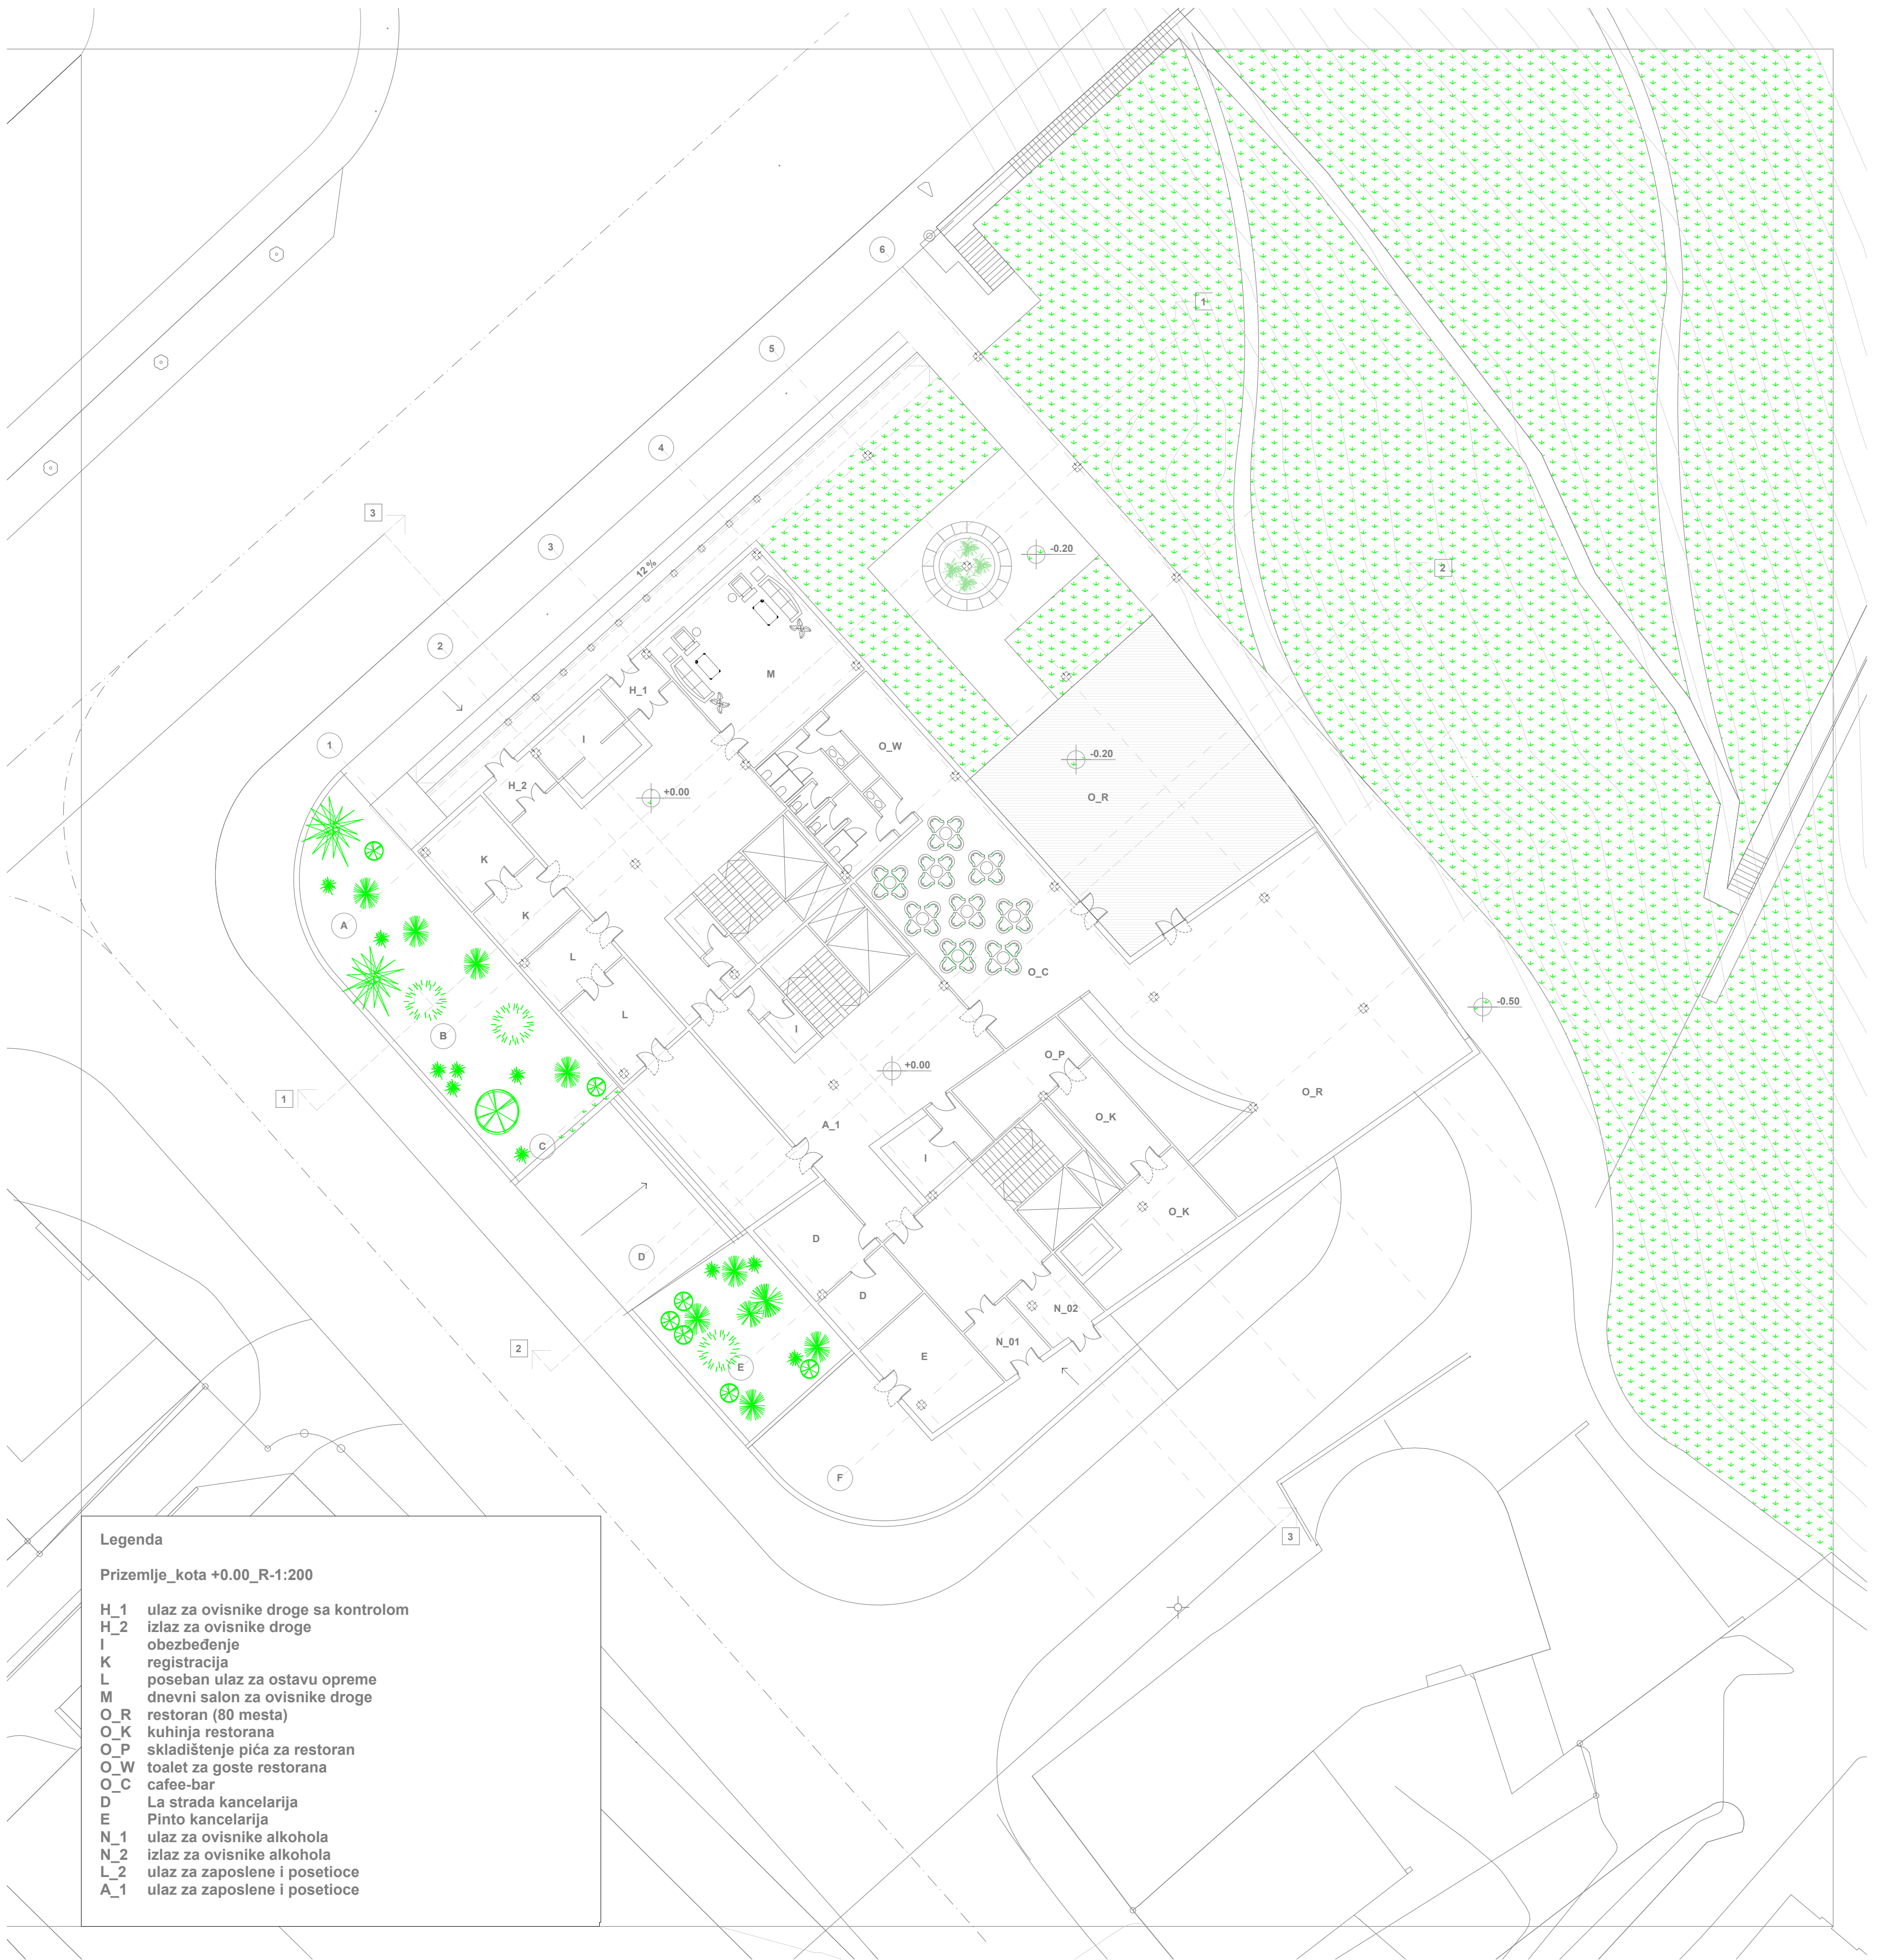 6
1
5
4
3
-0.20
2
3
12 %
2
H_1
M
I
O_W
1
-0.20
H_2
+0.00
O_R
K
K
A
L
O_C
-0.50
L
I
B
O_P
+0.00
1
O_R
O_K
A_1
C
I
O_K
D
D
D
N_02
2
N_01
E
E
F
3
Legenda
Prizemlje_kota +0.00_R-1:200
H_1 ulaz za ovisnike droge sa kontrolom
H_2 izlaz za ovisnike droge
I obezbeđenje
K registracija
L poseban ulaz za ostavu opreme
M dnevni salon za ovisnike droge
O_R restoran (80 mesta)
O_K kuhinja restorana
O_P skladištenje pića za restoran
O_W toalet za goste restorana
O_C cafee-bar
D La strada kancelarija
E Pinto kancelarija
N_1 ulaz za ovisnike alkohola
N_2 izlaz za ovisnike alkohola
L_2 ulaz za zaposlene i posetioce
A_1 ulaz za zaposlene i posetioce